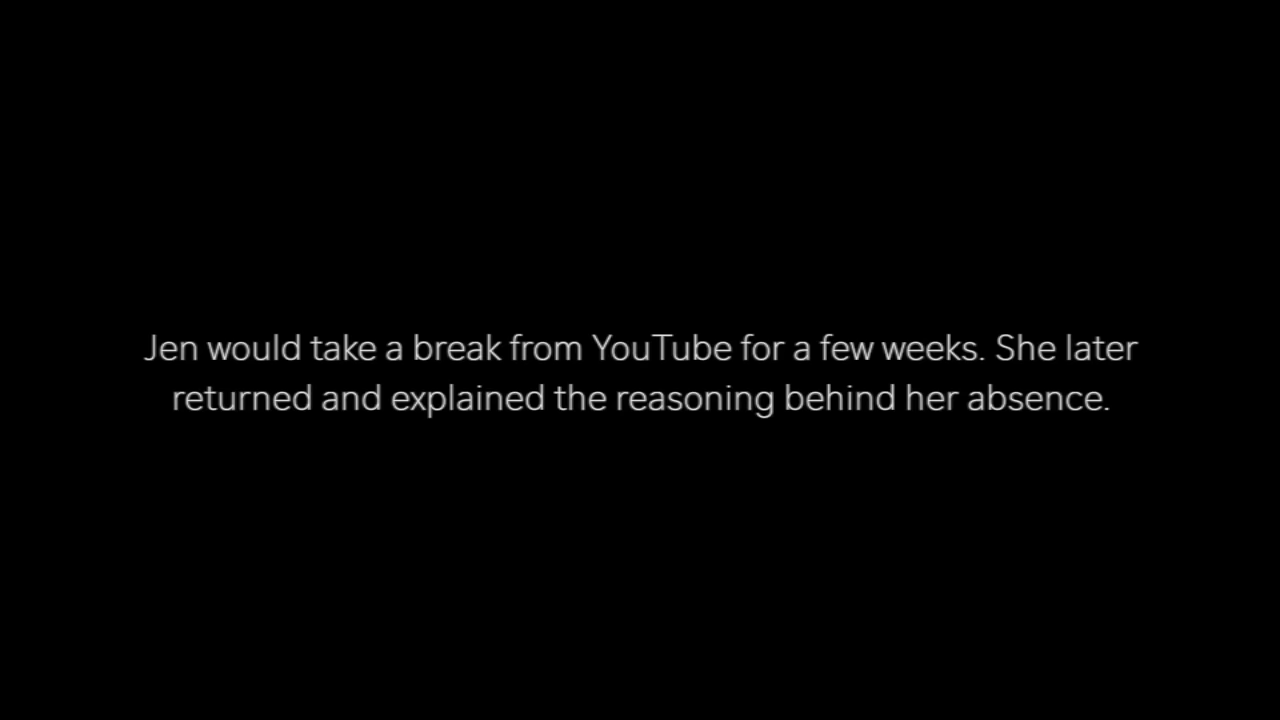 Jen would take a break from YouTube for a few weeks. She later
returned and explained the reasoning behind her absence.